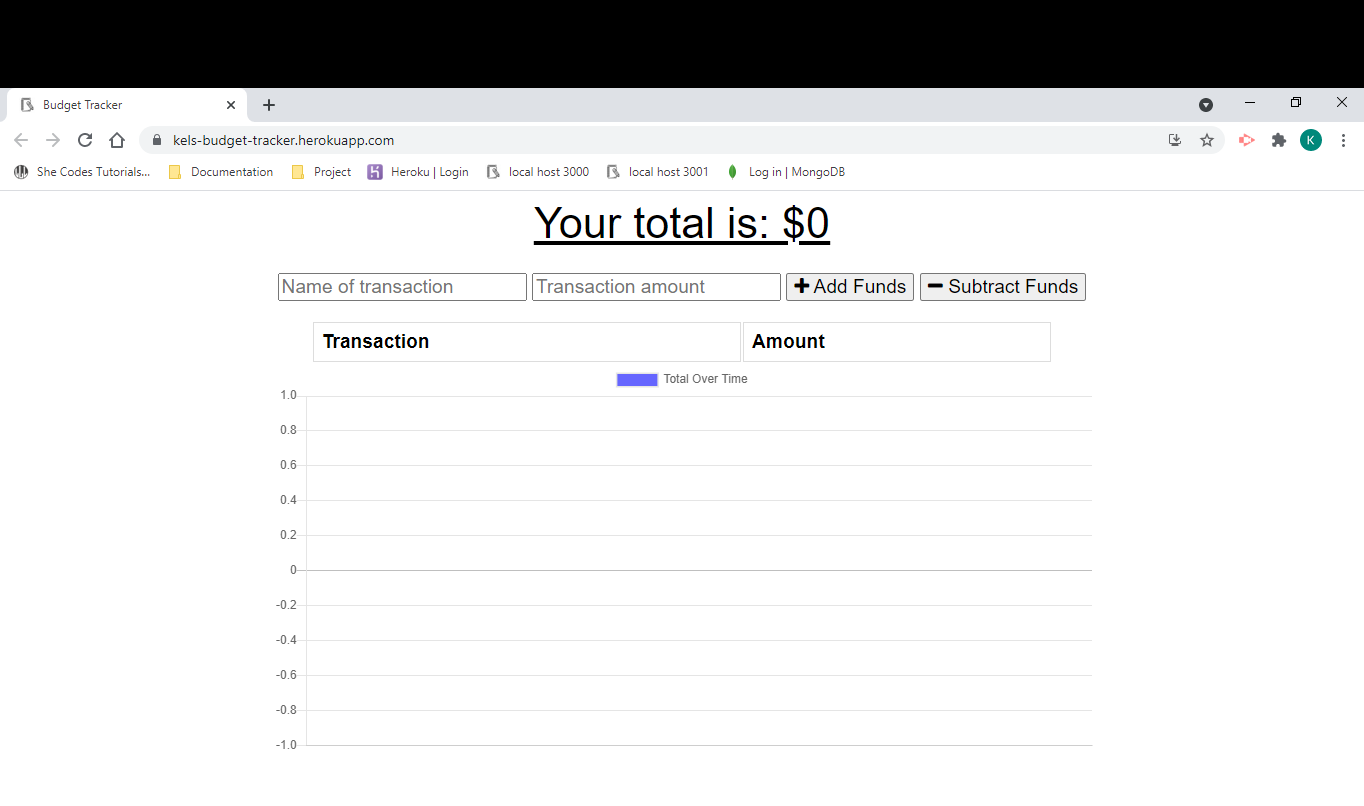 Budget Tracker
kels-budget-tracker.herokuapp.com
K
She Codes Tutorials... Documentation Project Heroku | Login local host 3000 local host 3001 Log in | MongoDB
Your total is: $0
Name of transaction Transaction amount Add Funds Subtract Funds
Transaction Amount
Total Over Time
1.0
0.8
0.6
0.4
0.2
0
-0.2
-0.4
-0.6
-0.8
-1.0